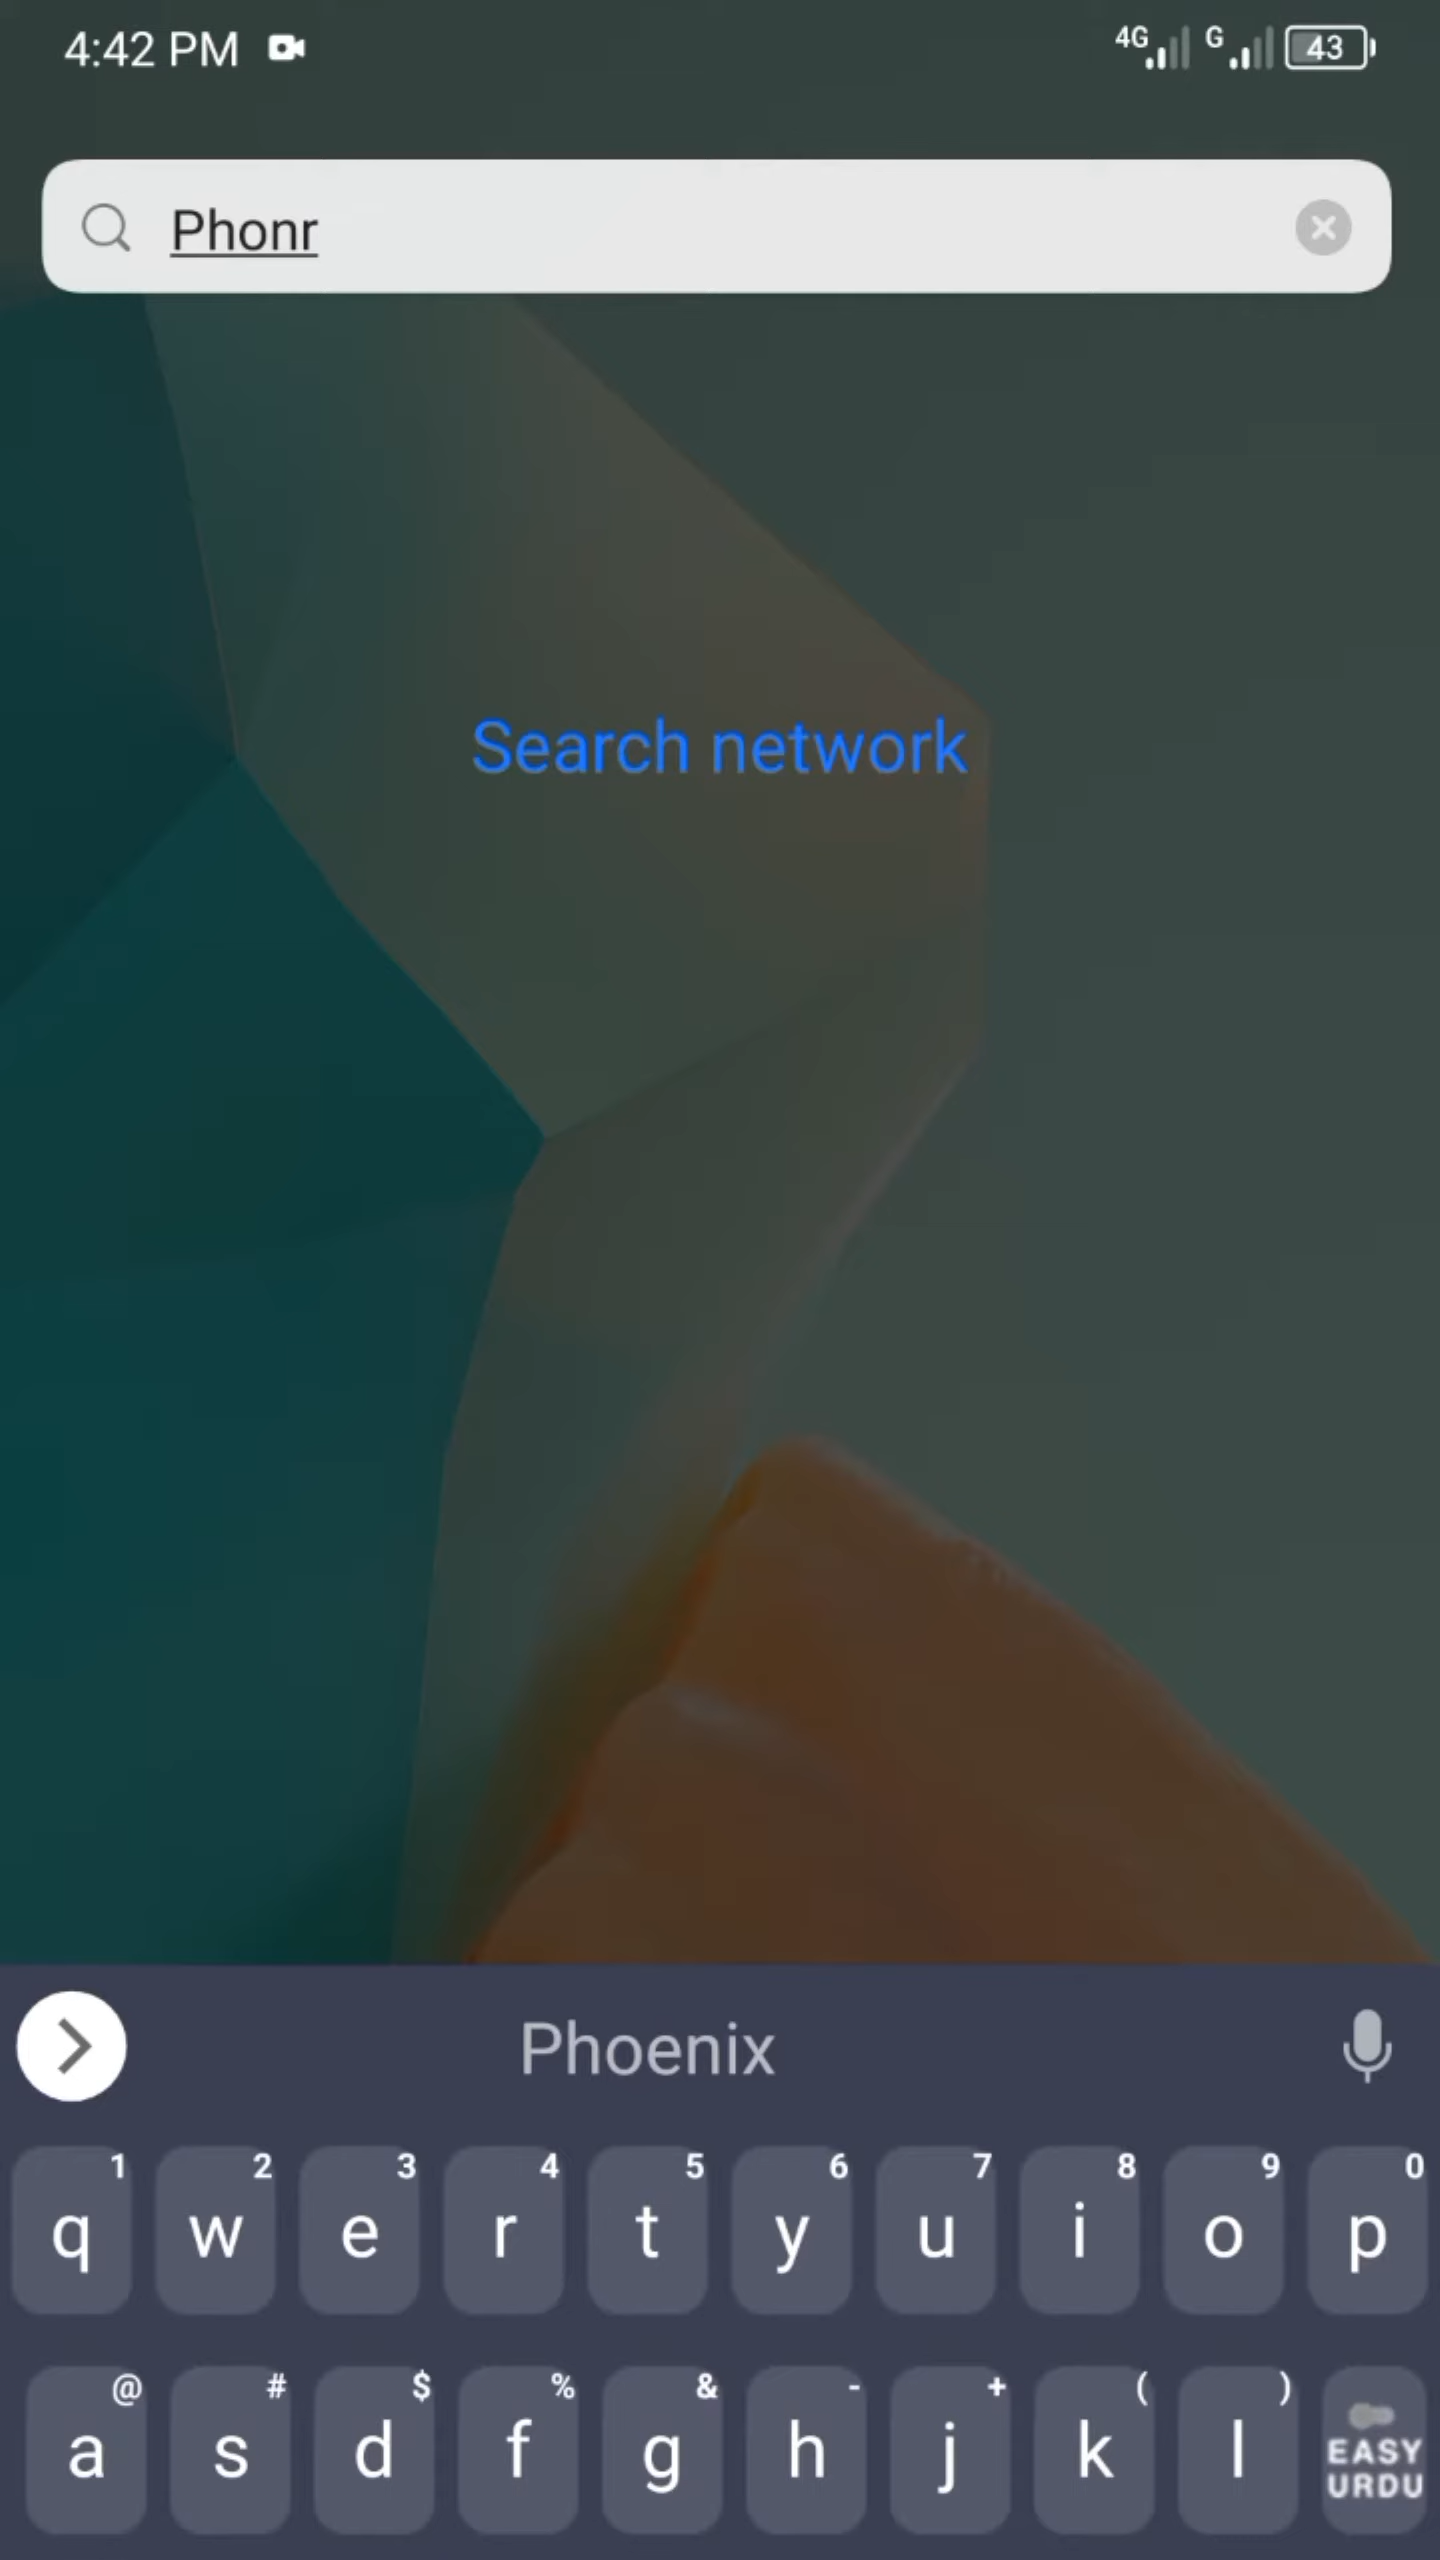 4:42 PM 4G G 43
Phonr
Search network
Phoenix
1 2 3 4 5 6 7 8 9 0
q w e r t y u i o p
@ # $ % & - + ( )
a s d f g h j k l EASY URDU